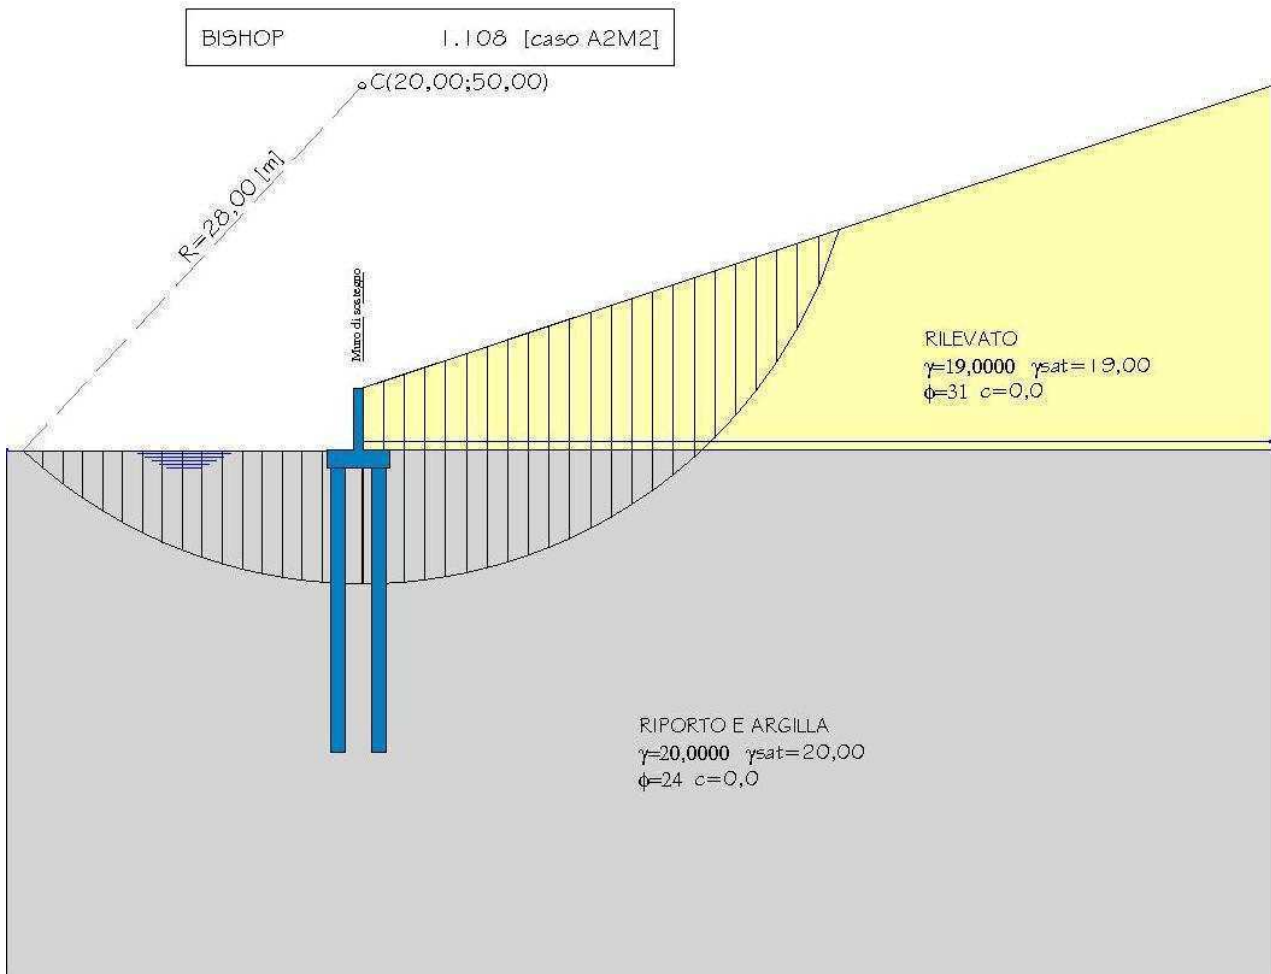 BISHOP 1.108 [caso A2M2]
C(20,00;50,00)
R=28,00 [m]
Muro di sostegno
RILEVATO
γ=19,0000 γsat=19,00
ϕ=31 c=0,0
RIPORTO E ARGILLA
γ=20,0000 γsat=20,00
ϕ=24 c=0,0